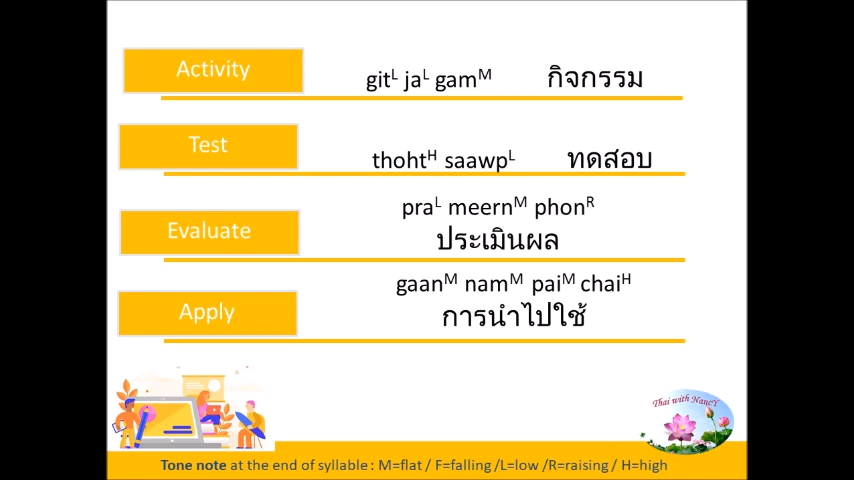 Activity
gitᴸ jaᴸ gamᴹ กิจกรรม
Test
thohtᴴ saawpᴸ ทดสอบ
Evaluate
praᴸ meernᴹ phonᴿ
ประเมินผล
Apply
gaanᴹ namᴹ paiᴹ chaiᴴ
การนำไปใช้
Thai with NancY
Tone note at the end of syllable : M=flat / F=falling /L=low /R=raising / H=high